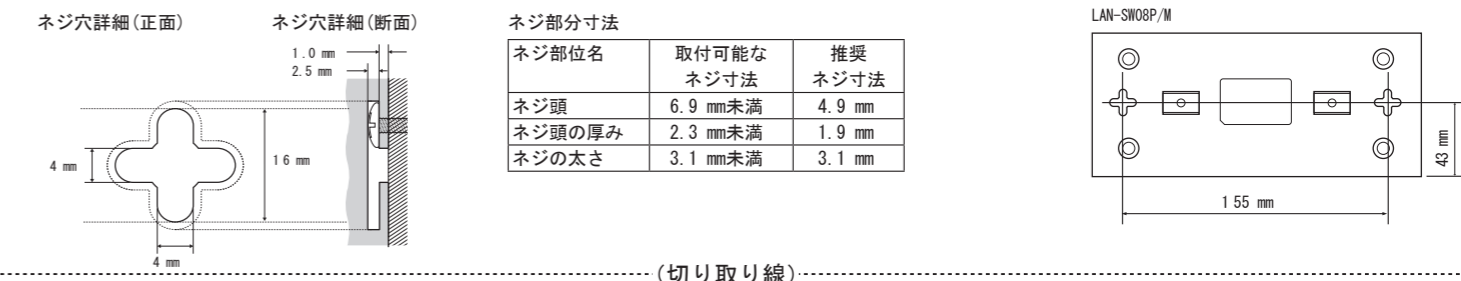 ネジ穴詳細(正面)
ネジ穴詳細(断面)
1.0 mm
2.5 mm
4 mm
16 mm
4 mm
ネジ部分寸法
ネジ部位名 取付可能な 推奨
ネジ寸法 ネジ寸法
ネジ頭 6.9 mm未満 4.9 mm
ネジ頭の厚み 2.3 mm未満 1.9 mm
ネジの太さ 3.1 mm未満 3.1 mm
LAN-SW08P/M
43 mm
155 mm
(切り取り線)